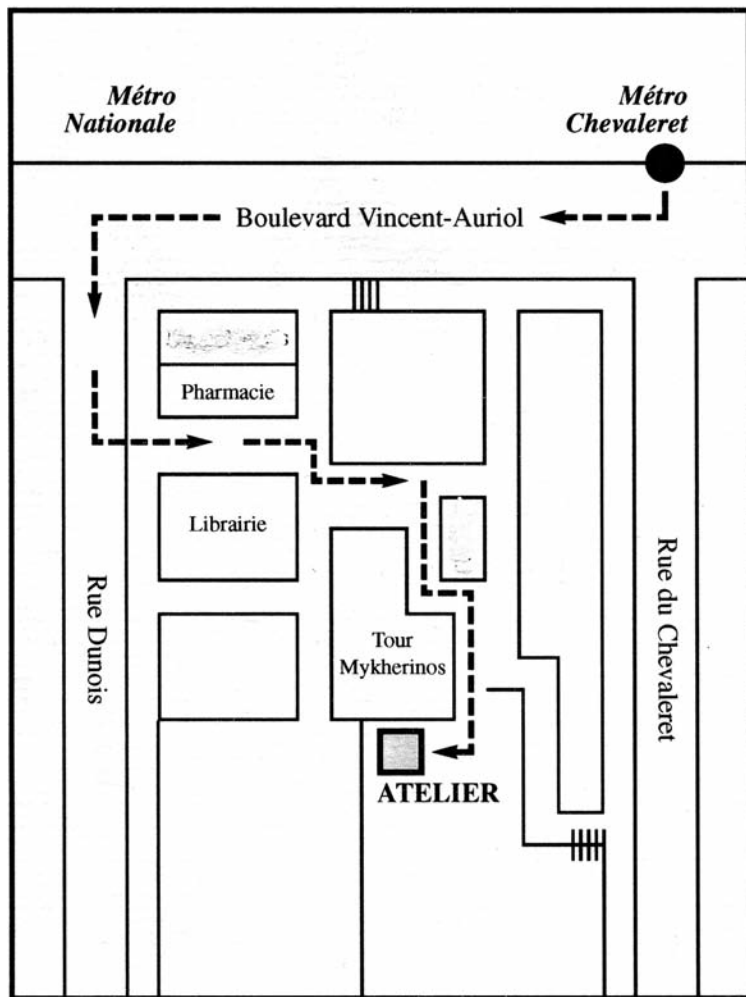 Métro
Nationale
Métro
Chevaleret
Boulevard Vincent-Auriol
Pharmacie
Librairie
Rue Dunois
Tour
Mykherinos
Rue du Chevaleret
ATELIER